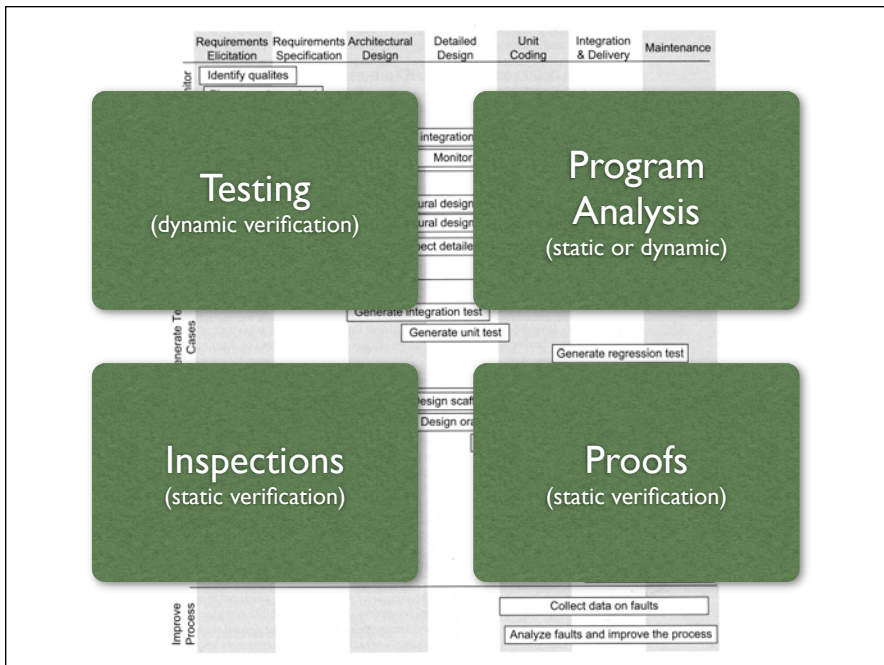 Requirements Requirements Architectural Detailed Unit Integration Maintenance
Elicitation Specification Design Design Coding & Delivery
Identify qualites
integration
Monitor
Testing
(dynamic verification)
Program
Analysis
(static or dynamic)
ural design
ural design
detaile
Generate integration test
Generate unit test
Cases
Generate regression test
Design scaff
Design ora
Inspections
(static verification)
Proofs
(static verification)
Improve
Process
Collect data on faults
Analyze faults and improve the process